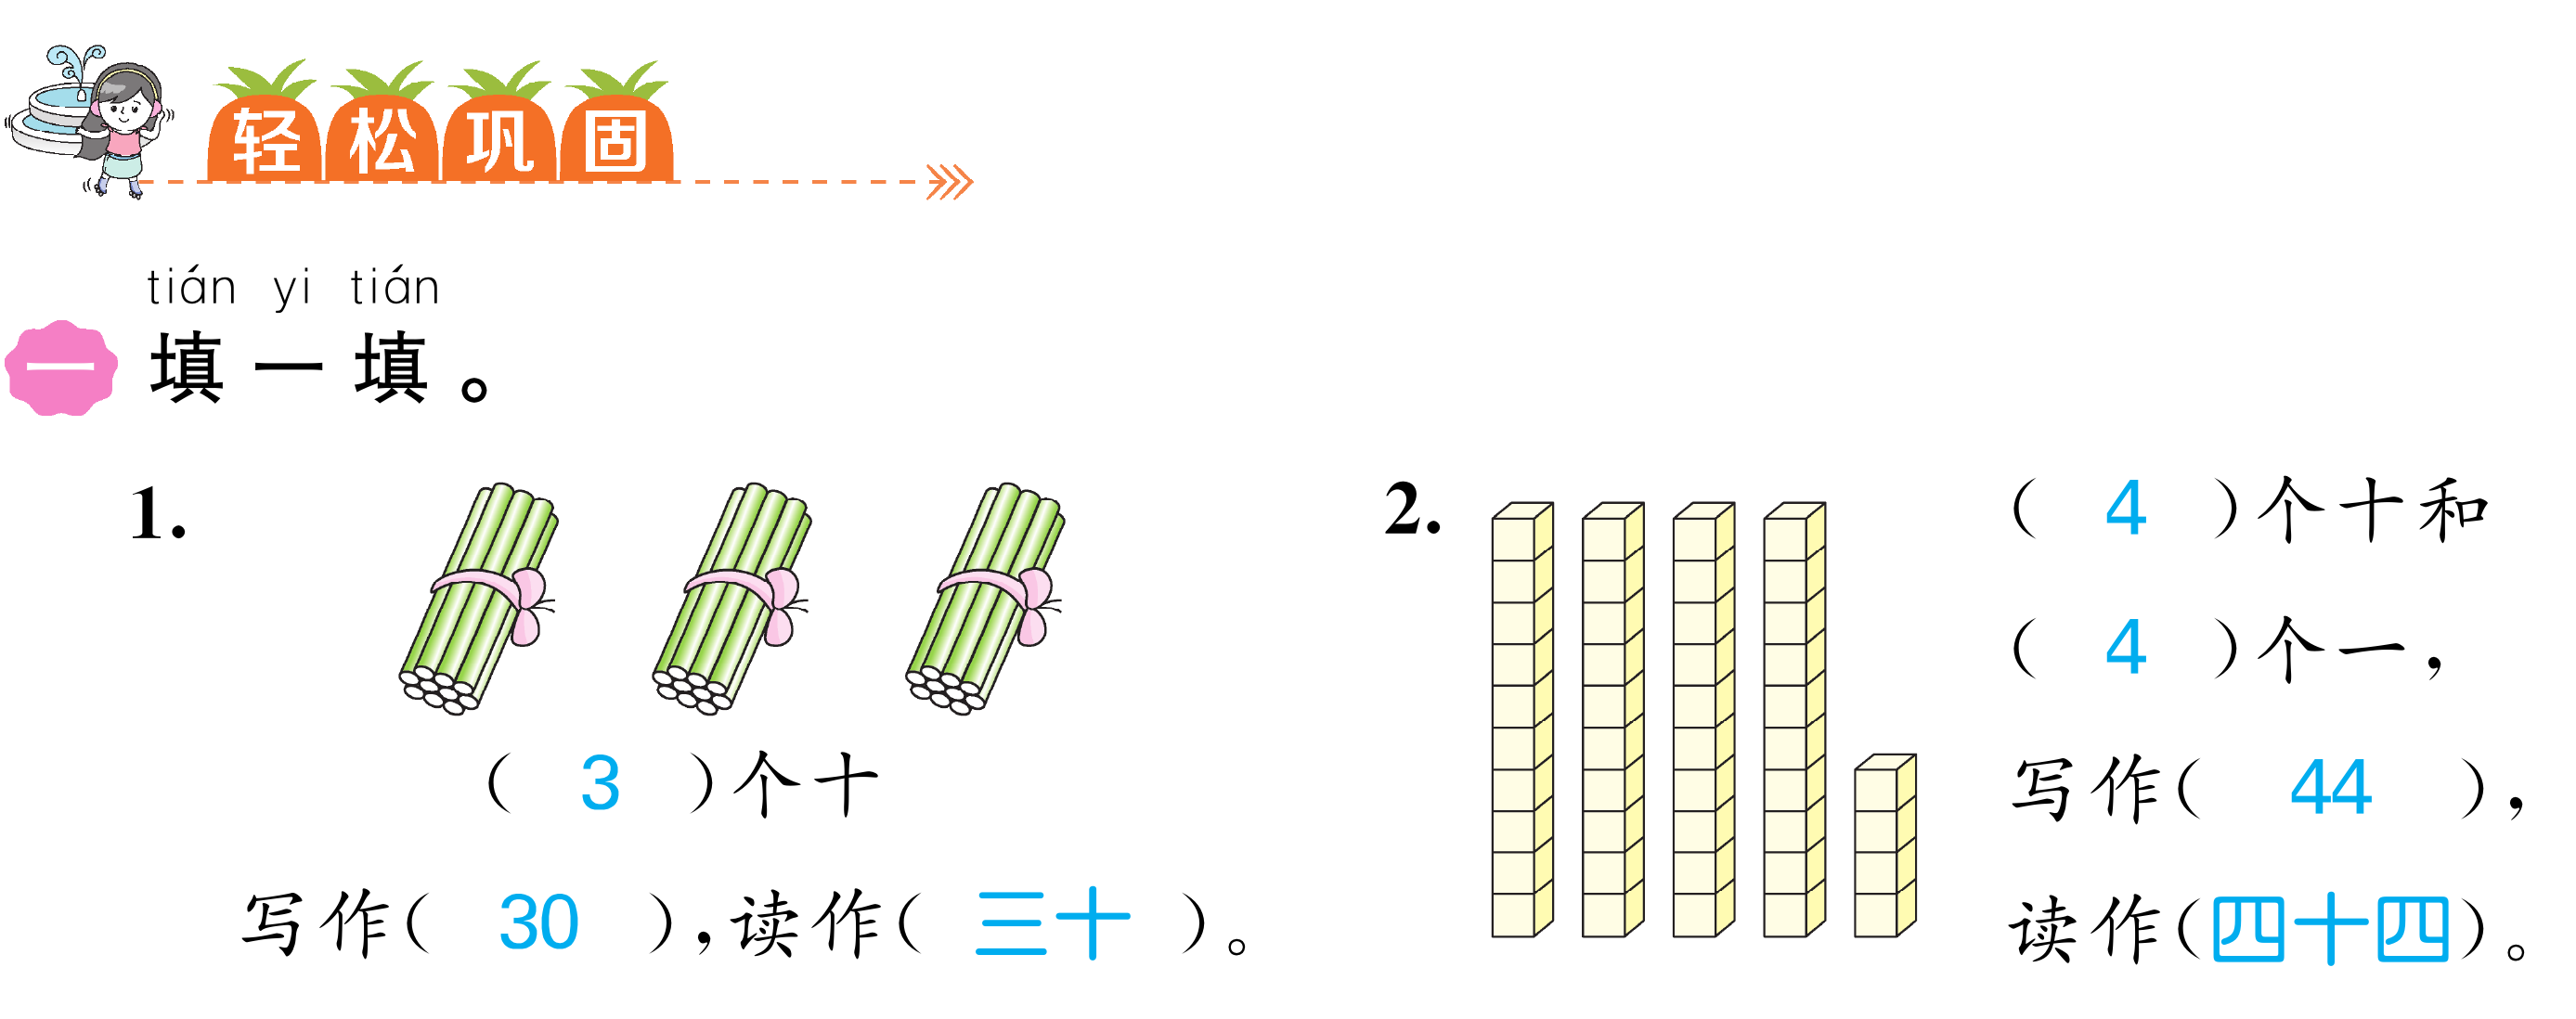 轻松巩固
tián yi tián
一 填一填。
1.
( 3 )个十
写作( 30 ),读作( 三十 )。
2.
( 4 )个十和
( 4 )个一,
写作( 44 ),
读作(四十四)。